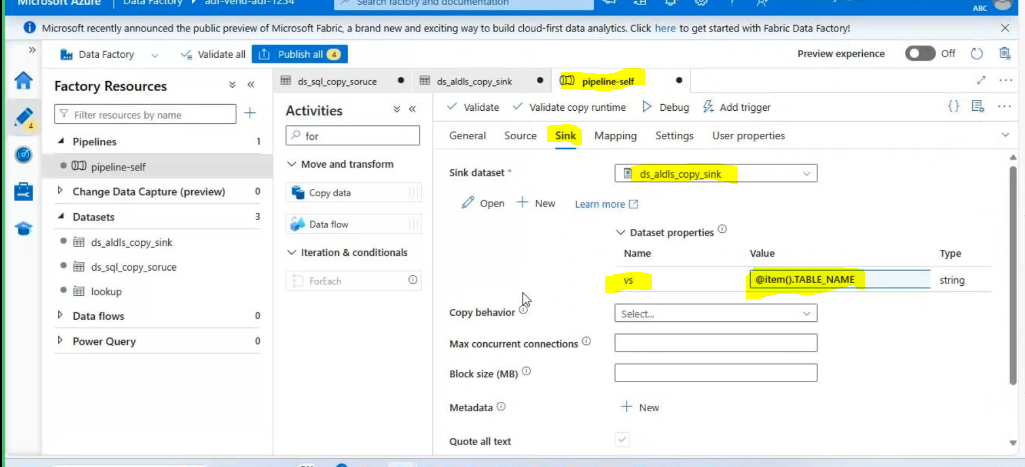 Microsoft Azure | Data Factory ▸ adf-vend-adf-1234
Search factory and documentation
ABC
Microsoft recently announced the public preview of Microsoft Fabric, a brand new and exciting way to build cloud-first data analytics. Click here to get started with Fabric Data Factory!
» Data Factory Validate all Publish all 4 Preview experience Off
Factory Resources
Filter resources by name
Pipelines 1
pipeline-self
Change Data Capture (preview) 0
Datasets 3
ds_aldls_copy_sink
ds_sql_copy_soruce
lookup
Data flows 0
Power Query 0
4
ds_sql_copy_soruce ds_aldls_copy_sink pipeline-self
Activities
for
Move and transform
Copy data
Data flow
Iteration & conditionals
ForEach
Validate Validate copy runtime Debug Add trigger
General Source Sink Mapping Settings User properties
Sink dataset *
ds_aldls_copy_sink
Open New Learn more
Dataset properties
Name Value Type
vs @item().TABLE_NAME string
Copy behavior Select...
Max concurrent connections
Block size (MB)
Metadata New
Quote all text